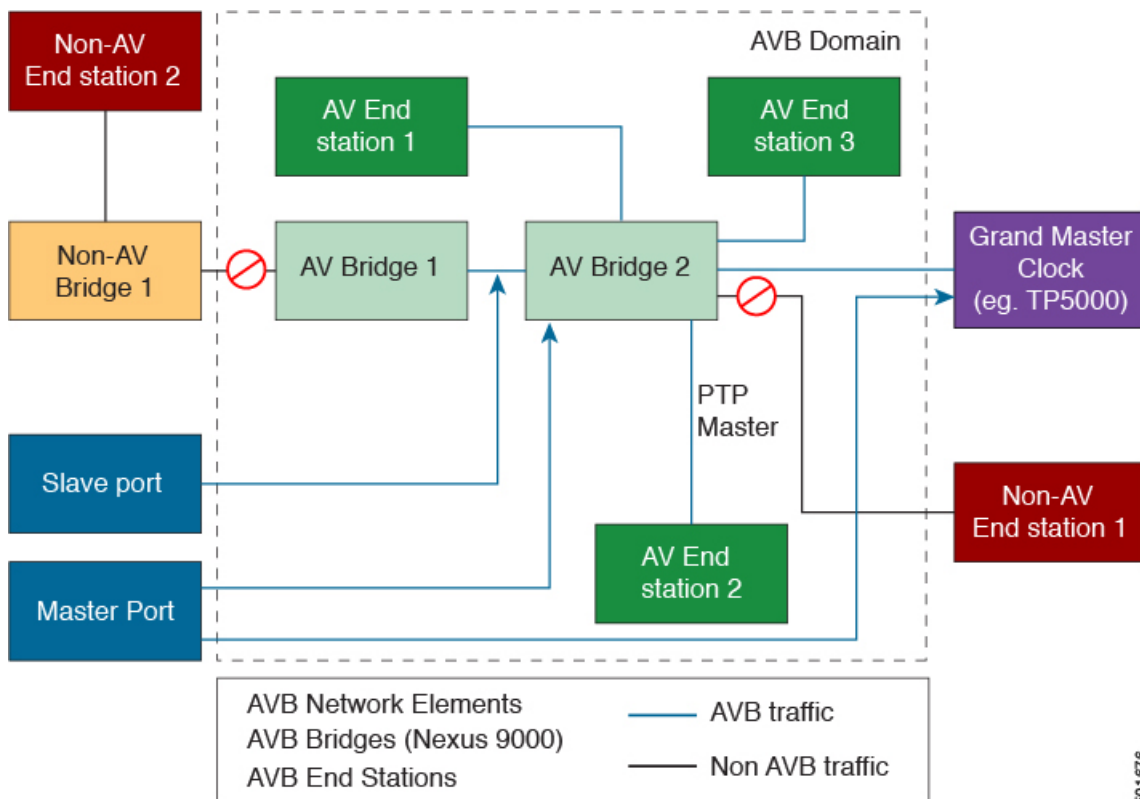 Non-AV
End station 2
AVB Domain
AV End
station 1
AV End
station 3
Non-AV
Bridge 1
AV Bridge 1
AV Bridge 2
Grand Master
Clock
(eg. TP5000)
PTP
Master
Slave port
Non-AV
End station 1
AV End
station 2
Master Port
AVB Network Elements
AVB Bridges (Nexus 9000)
AVB End Stations
AVB traffic
Non AVB traffic